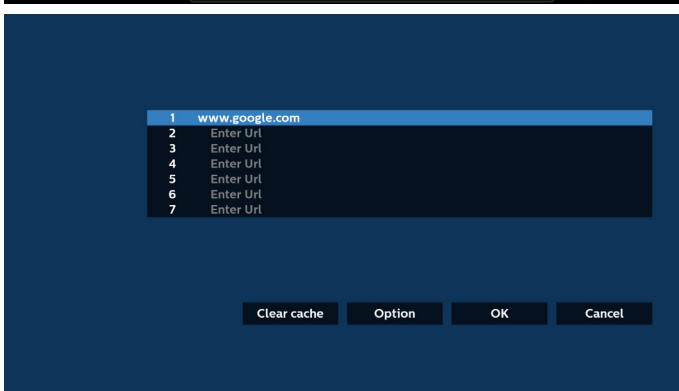 1 www.google.com
2 Enter Url
3 Enter Url
4 Enter Url
5 Enter Url
6 Enter Url
7 Enter Url
Clear cache Option OK Cancel